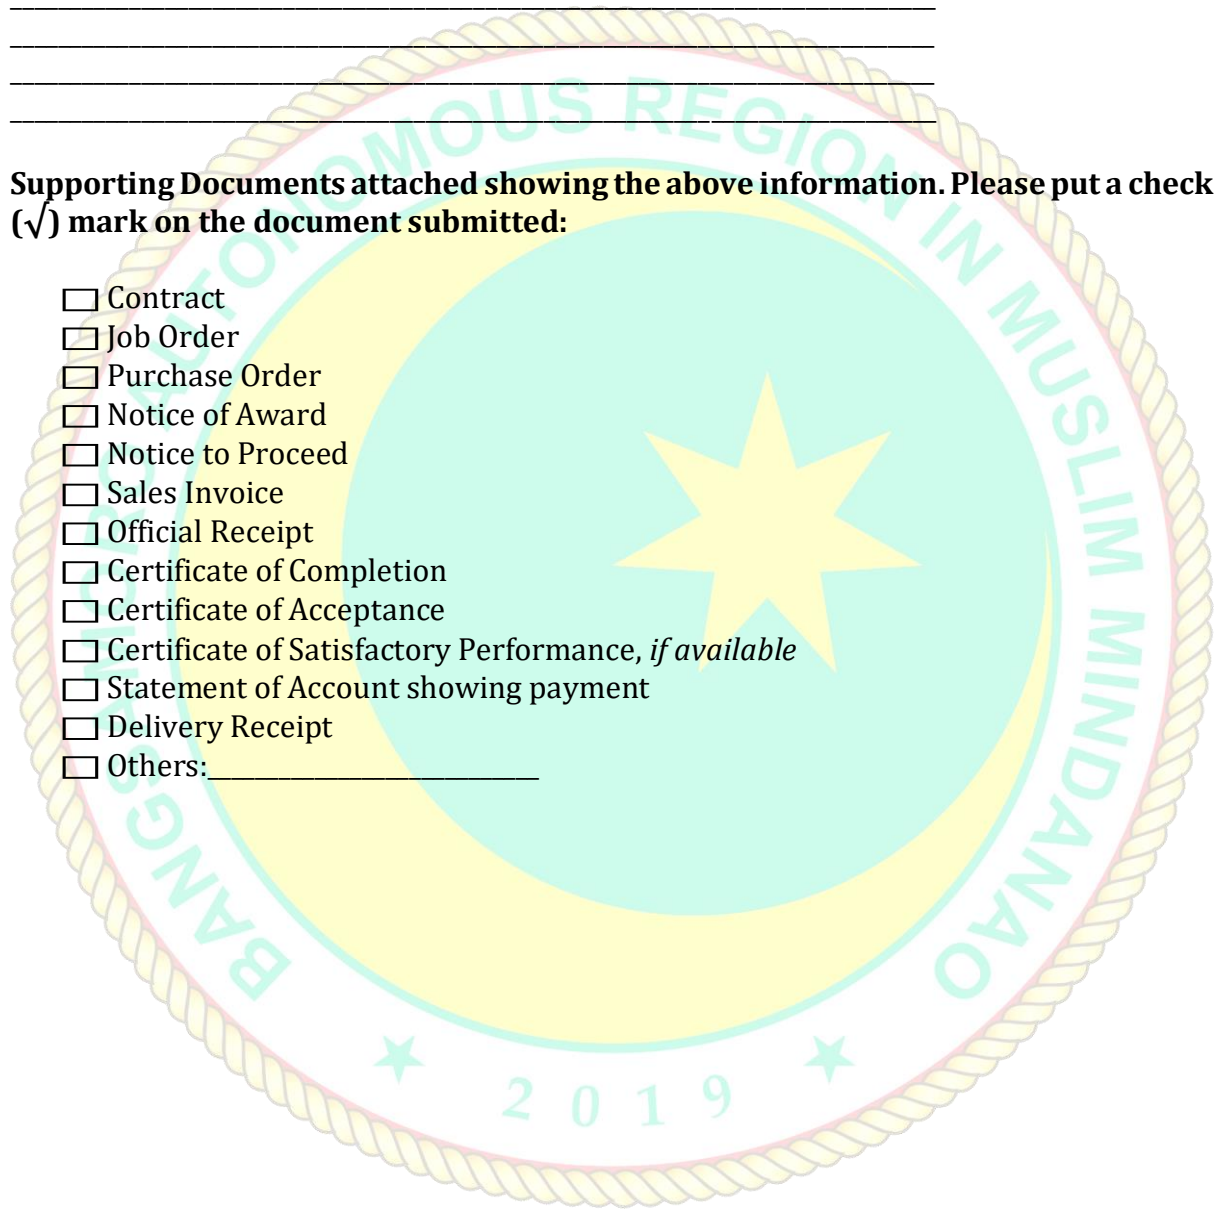 Supporting Documents attached showing the above information. Please put a check
(√) mark on the document submitted:
Contract
Job Order
Purchase Order
Notice of Award
Notice to Proceed
Sales Invoice
Official Receipt
Certificate of Completion
Certificate of Acceptance
Certificate of Satisfactory Performance, if available
Statement of Account showing payment
Delivery Receipt
Others:____________________________
BANGSAMORO AUTONOMOUS REGION IN MUSLIM MINDANAO
2019